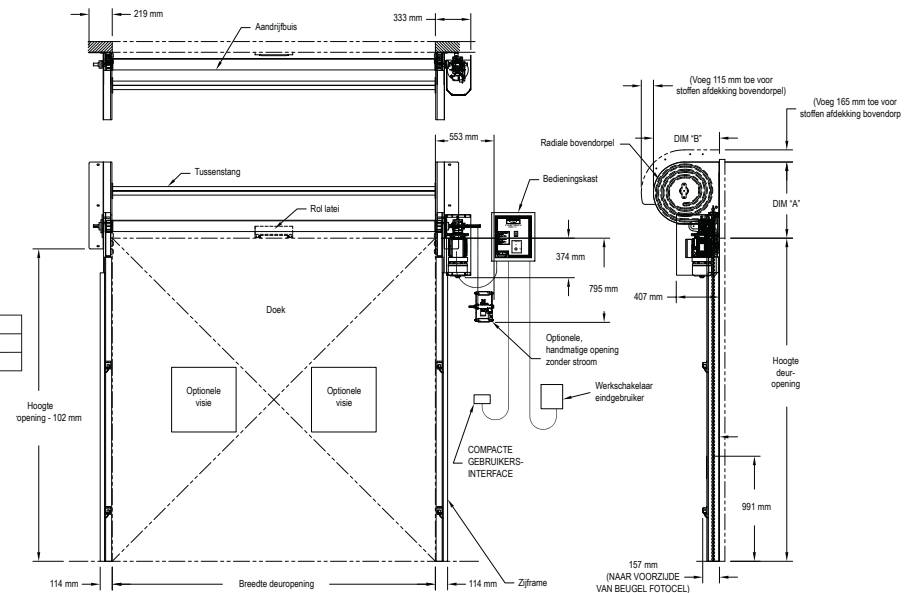 219 mm
Aandrijfbuis
333 mm
(Voeg 115 mm toe voor
stoffen afdekking bovendorpel)
(Voeg 165 mm toe voor
stoffen afdekking bovendorp
553 mm
DIM "B"
Radiale bovendorpel
Tussenstang
Bedieningskast
Rol latei
DIM "A"
374 mm
795 mm
407 mm
Doek
Optionele,
handmatige opening
zonder stroom
Hoogte
deur-
opening
Optionele
visie
Optionele
visie
Werkschakelaar
eindgebruiker
Hoogte
opening - 102 mm
COMPACTE
GEBRUIKERS-
INTERFACE
991 mm
114 mm
Breedte deuropening
114 mm
Zijframe
157 mm
(NAAR VOORZIJDE
VAN BEUGEL FOTOCEL)